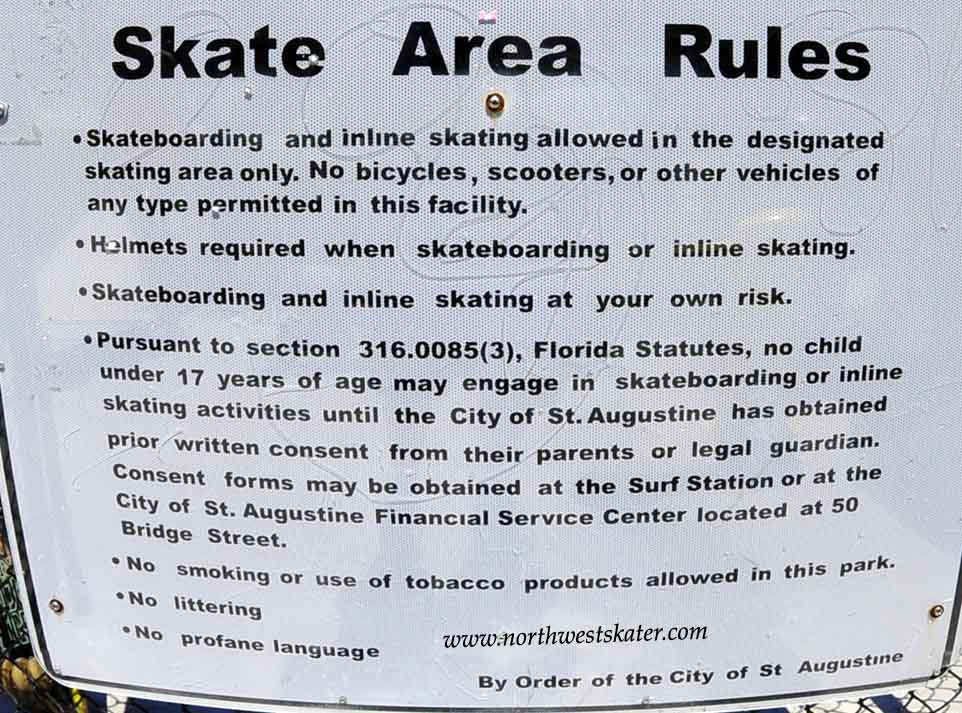 Skate Area Rules
•Skateboarding and inline skating allowed in the designated
skating area only. No bicycles, scooters, or other vehicles of
any type permitted in this facility.
•Helmets required when skateboarding or inline skating.
•Skateboarding and inline skating at your own risk.
•Pursuant to section 316.0085(3), Florida Statutes, no child
under 17 years of age may engage in skateboarding or inline
skating activities until the City of St. Augustine has obtained
prior written consent from their parents or legal guardian.
Consent forms may be obtained at the Surf Station or at the
City of St. Augustine Financial Service Center located at 50
Bridge Street.
•No smoking or use of tobacco products allowed in this park.
•No littering
•No profane language
www.northwestskater.com
By Order of the City of St Augustine